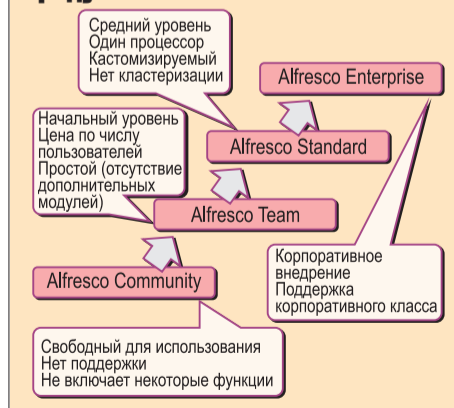 Средний уровень
Один процессор
Кастомизируемый
Нет кластеризации
Alfresco Enterprise
Начальный уровень
Цена по числу
пользователей
Простой (отсутствие
дополнительных
модулей)
Alfresco Standard
Alfresco Team
Alfresco Community
Корпоративное
внедрение
Поддержка
корпоративного класса
Свободный для использования
Нет поддержки
Не включает некоторые функции